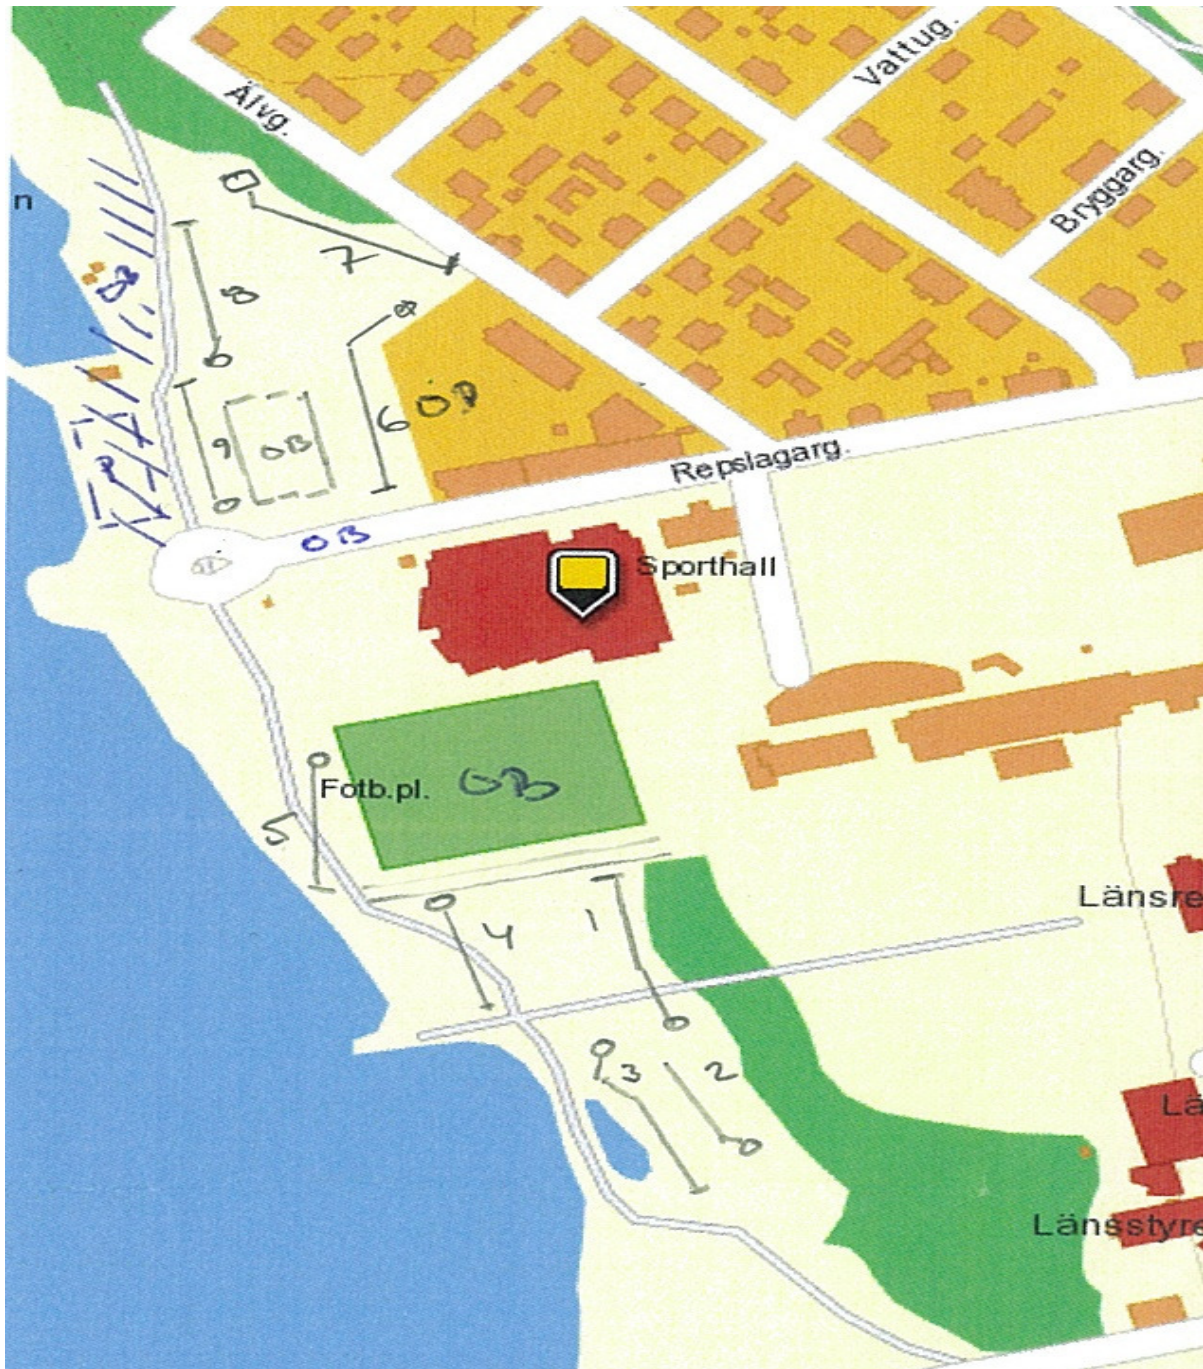 Vattug.
Älvg.
Bryggarg.
n
7
8
OB
6
OB
9
OB
P
Repslagarg.
OB
Sporthall
Fotb.pl.
OB
5
Länsre
4
1
3
2
Lä
Länsstyre